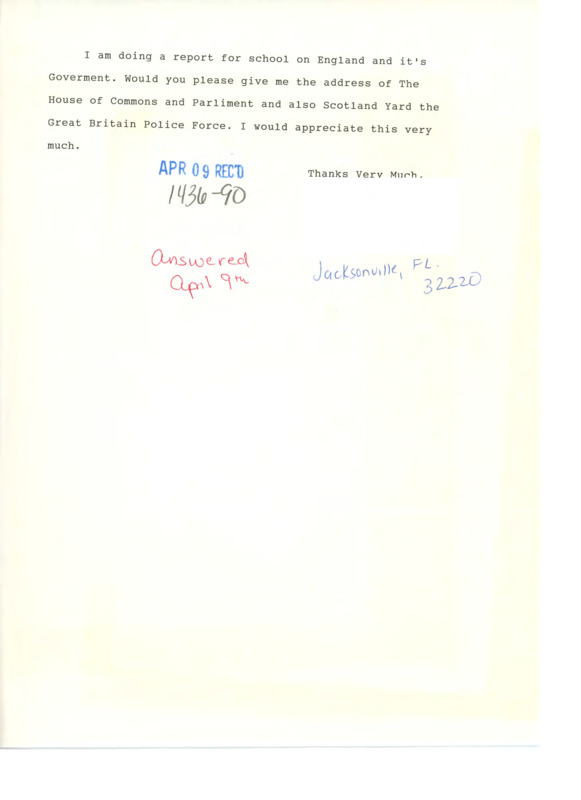 I am doing a report for school on England and it's
Goverment. Would you please give me the address of The
House of Commons and Parliment and also Scotland Yard the
Great Britain Police Force. I would appreciate this very
much.
APR 09 REC'D
1436-90
Thanks Very Much.
Answered
April 9th
Jacksonville, FL.
32220